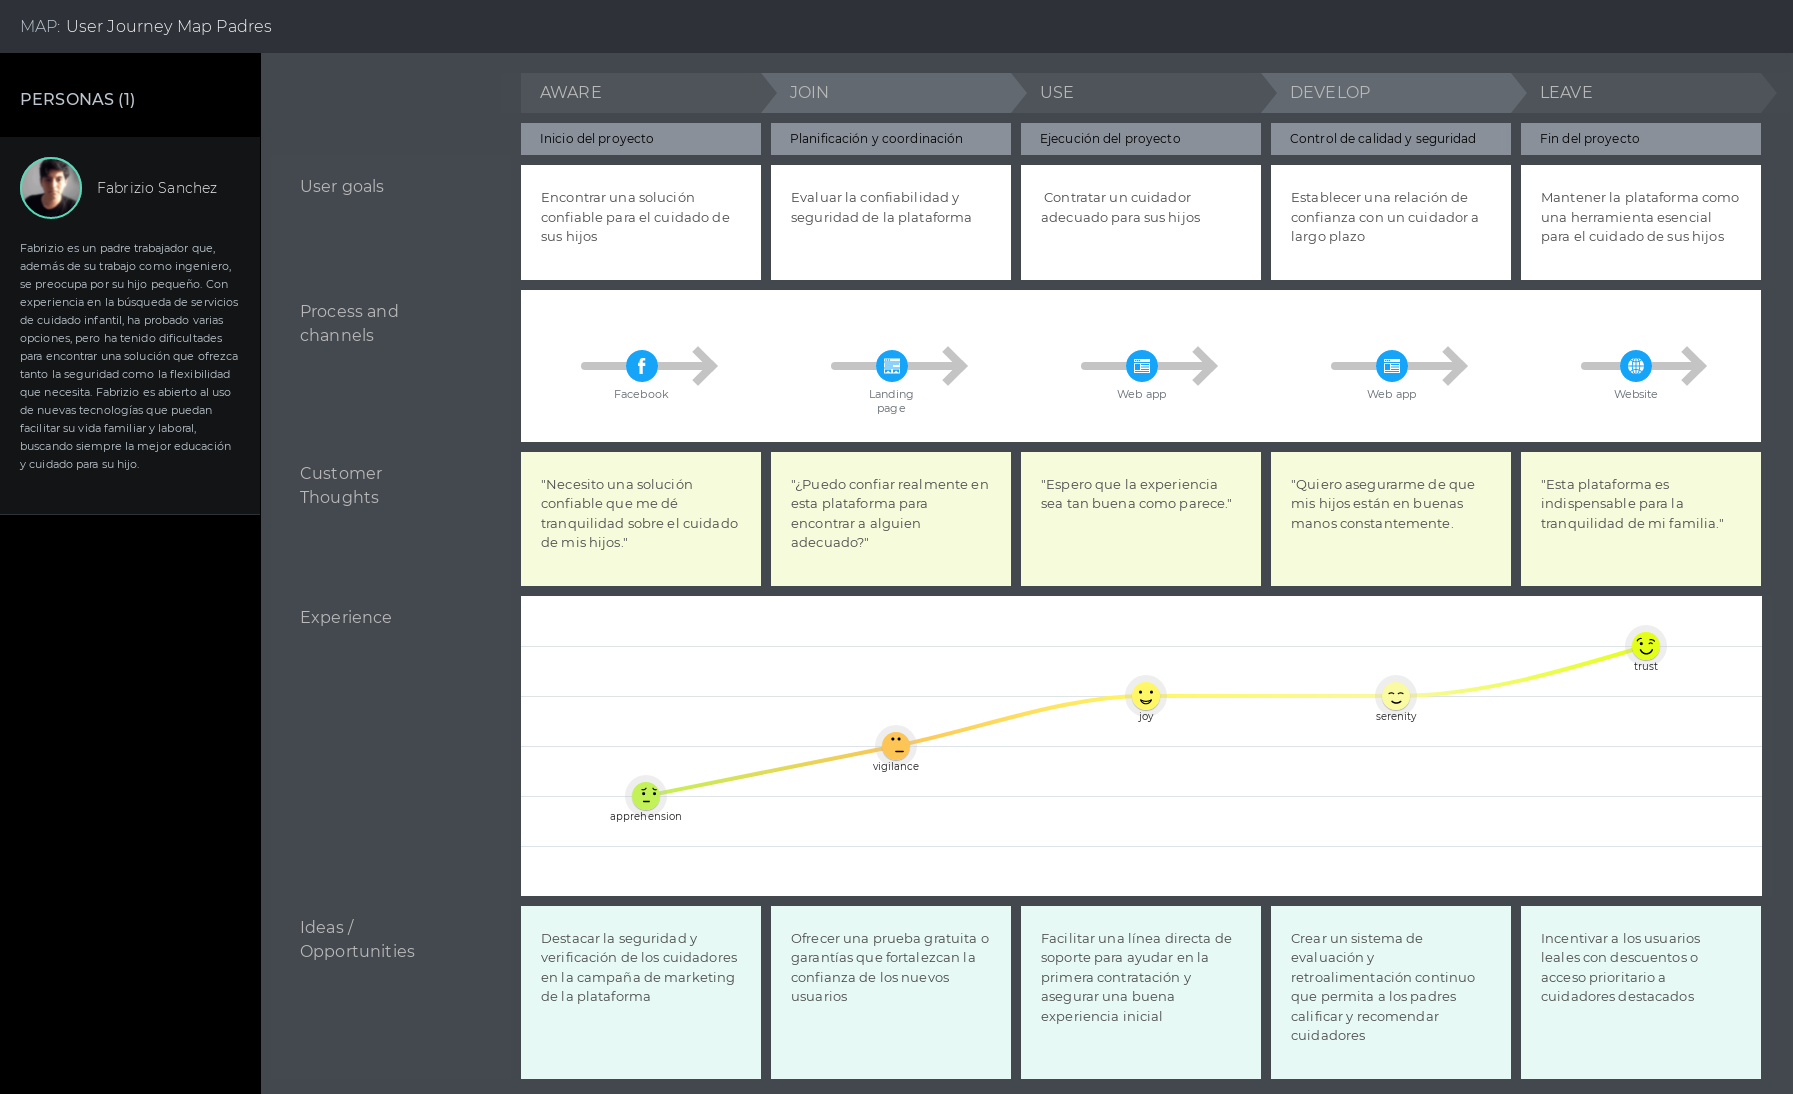 MAP: User Journey Map Padres
PERSONAS (1)
Fabrizio Sanchez
Fabrizio es un padre trabajador que,
además de su trabajo como ingeniero,
se preocupa por su hijo pequeño. Con
experiencia en la búsqueda de servicios
de cuidado infantil, ha probado varias
opciones, pero ha tenido dificultades
para encontrar una solución que ofrezca
tanto la seguridad como la flexibilidad
que necesita. Fabrizio es abierto al uso
de nuevas tecnologías que puedan
facilitar su vida familiar y laboral,
buscando siempre la mejor educación
y cuidado para su hijo.
AWARE
JOIN
USE
DEVELOP
LEAVE
Inicio del proyecto
Planificación y coordinación
Ejecución del proyecto
Control de calidad y seguridad
Fin del proyecto
User goals
Encontrar una solución
confiable para el cuidado de
sus hijos
Evaluar la confiabilidad y
seguridad de la plataforma
Contratar un cuidador
adecuado para sus hijos
Establecer una relación de
confianza con un cuidador a
largo plazo
Mantener la plataforma como
una herramienta esencial
para el cuidado de sus hijos
Process and
channels
Facebook
Landing
page
Web app
Web app
Website
Customer
Thoughts
"Necesito una solución
confiable que me dé
tranquilidad sobre el cuidado
de mis hijos."
"¿Puedo confiar realmente en
esta plataforma para
encontrar a alguien
adecuado?"
"Espero que la experiencia
sea tan buena como parece."
"Quiero asegurarme de que
mis hijos están en buenas
manos constantemente.
"Esta plataforma es
indispensable para la
tranquilidad de mi familia."
Experience
apprehension
vigilance
joy
serenity
trust
Ideas /
Opportunities
Destacar la seguridad y
verificación de los cuidadores
en la campaña de marketing
de la plataforma
Ofrecer una prueba gratuita o
garantías que fortalezcan la
confianza de los nuevos
usuarios
Facilitar una línea directa de
soporte para ayudar en la
primera contratación y
asegurar una buena
experiencia inicial
Crear un sistema de
evaluación y
retroalimentación continuo
que permita a los padres
calificar y recomendar
cuidadores
Incentivar a los usuarios
leales con descuentos o
acceso prioritario a
cuidadores destacados